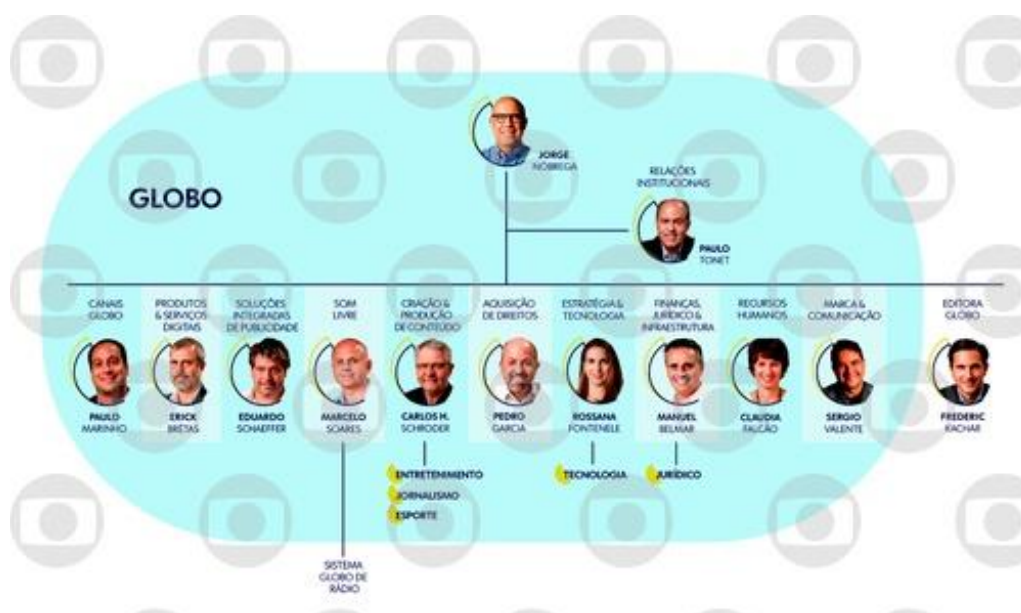 JORGE
NÓBREGA
RELAÇÕES
INSTITUCIONAIS
GLOBO
PAULO
TONET
CANAIS
GLOBO
PRODUTOS
& SERVIÇOS
DIGITAIS
SOLUÇÕES
INTEGRADAS
DE PUBLICIDADE
SOM
LIVRE
CRIAÇÃO &
PRODUÇÃO
DE CONTEÚDO
AQUISIÇÃO
DE DIREITOS
ESTRATÉGIA &
TECNOLOGIA
FINANÇAS,
JURÍDICO &
INFRAESTRUTURA
RECURSOS
HUMANOS
MARCA &
COMUNICAÇÃO
EDITORA
GLOBO
PAULO
MARINHO
ERICK
BRETAS
EDUARDO
SCHAEFFER
MARCELO
SOARES
CARLOS H.
SCHRODER
PEDRO
GARCIA
ROSSANA
FONTENELE
MANUEL
BELMAR
CLAUDIA
FALCÃO
SERGIO
VALENTE
FREDERIC
KACHAR
ENTRETENIMENTO
JORNALISMO
ESPORTE
TECNOLOGIA
JURÍDICO
SISTEMA
GLOBO DE
RÁDIO